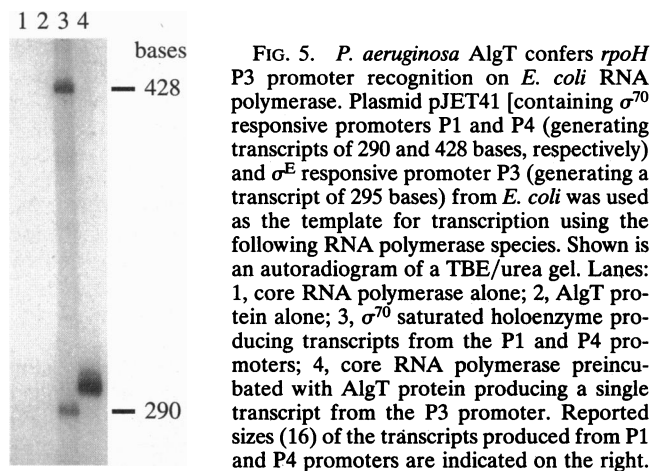 1 2 3 4
bases
428
290
FIG. 5. P. aeruginosa AlgT confers rpoH
P3 promoter recognition on E. coli RNA
polymerase. Plasmid pJET41 [containing σ70
responsive promoters P1 and P4 (generating
transcripts of 290 and 428 bases, respectively)
and σE responsive promoter P3 (generating a
transcript of 295 bases) from E. coli was used
as the template for transcription using the
following RNA polymerase species. Shown is
an autoradiogram of a TBE/urea gel. Lanes:
1, core RNA polymerase alone; 2, AlgT pro-
tein alone; 3, σ70 saturated holoenzyme pro-
ducing transcripts from the P1 and P4 pro-
moters; 4, core RNA polymerase preincu-
bated with AlgT protein producing a single
transcript from the P3 promoter. Reported
sizes (16) of the transcripts produced from P1
and P4 promoters are indicated on the right.